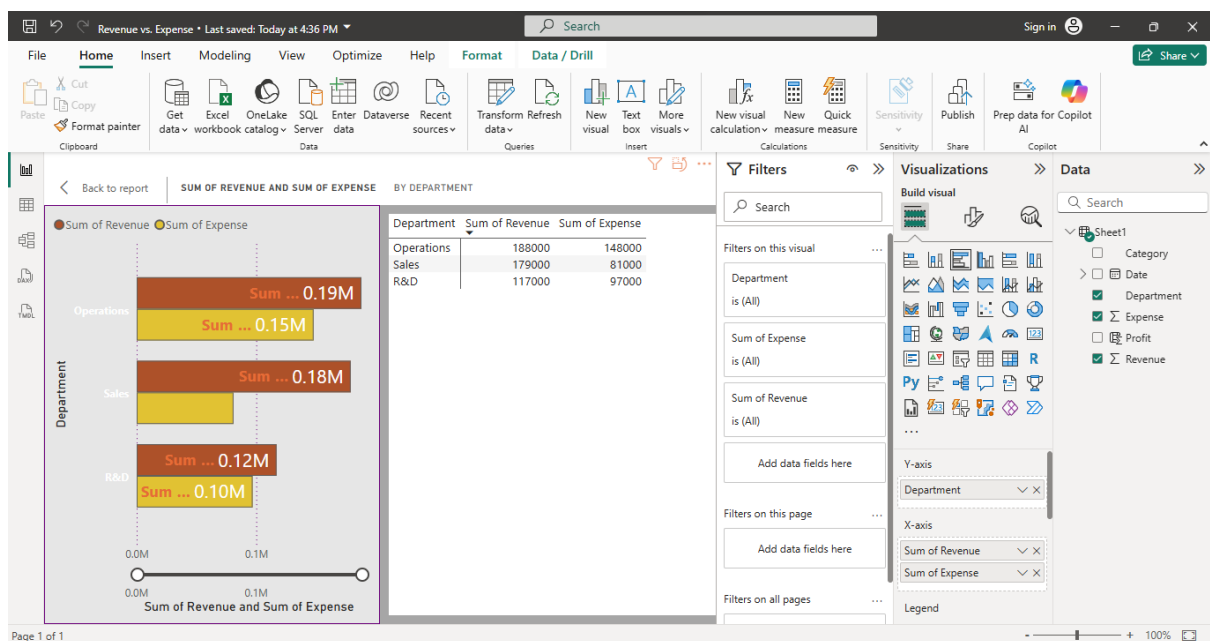 Revenue vs. Expense • Last saved: Today at 4:36 PM
Search
Sign in
File Home Insert Modeling View Optimize Help Format Data / Drill
Share
Paste
Cut
Copy
Format painter
Clipboard
Get data
Excel workbook
OneLake catalog
SQL Server
Enter data
Dataverse
Recent sources
Data
Transform data
Refresh
Queries
New visual
Text box
More visuals
Insert
New visual calculation
New measure
Quick measure
Calculations
Sensitivity
Sensitivity
Publish
Share
Prep data for AI
Copilot
Copilot
DAX
TMDL
Back to report
SUM OF REVENUE AND SUM OF EXPENSE BY DEPARTMENT
Sum of Revenue Sum of Expense
Department
Operations
Sum ... 0.19M
Sum ... 0.15M
Sales
Sum ... 0.18M
R&D
Sum ... 0.12M
Sum ... 0.10M
0.0M 0.1M
0.0M 0.1M
Sum of Revenue and Sum of Expense
Department Sum of Revenue Sum of Expense
Operations 188000 148000
Sales 179000 81000
R&D 117000 97000
Filters
Search
Filters on this visual ...
Department
is (All)
Sum of Expense
is (All)
Sum of Revenue
is (All)
Add data fields here
Filters on this page ...
Add data fields here
Filters on all pages ...
Visualizations
Build visual
123
R
Py
...
Y-axis
Department
X-axis
Sum of Revenue
Sum of Expense
Legend
Data
Search
Sheet1
Category
Date
Department
Expense
Profit
Revenue
Page 1 of 1
- + 100%